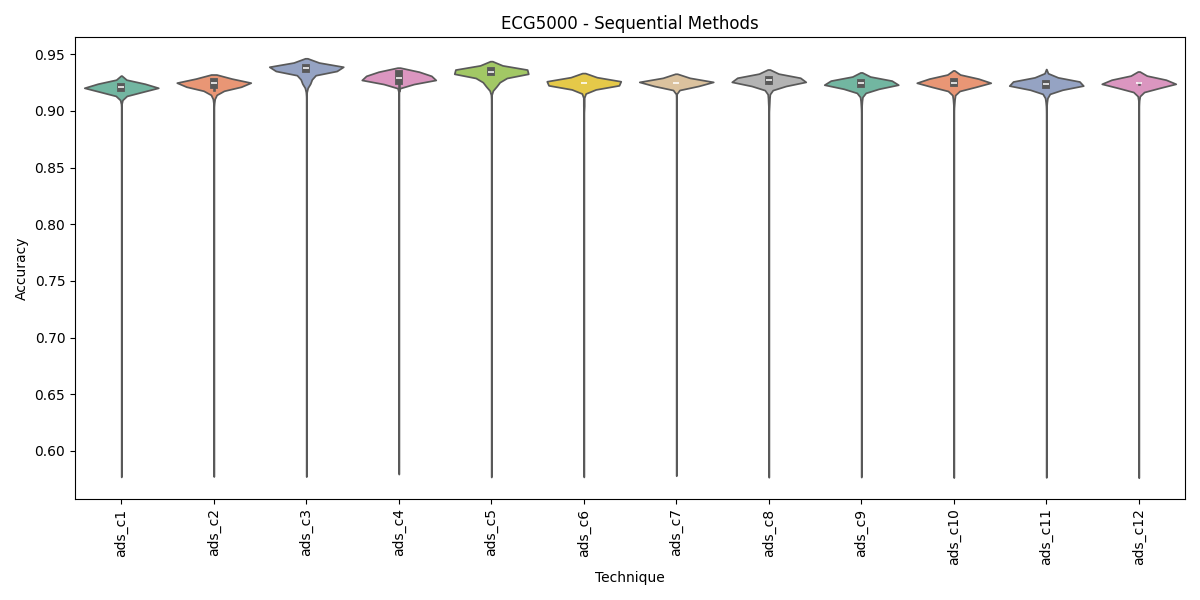 ECG5000 - Sequential Methods
Accuracy
0.95
0.90
0.85
0.80
0.75
0.70
0.65
0.60
ads_c1
ads_c2
ads_c3
ads_c4
ads_c5
ads_c6
ads_c7
ads_c8
ads_c9
ads_c10
ads_c11
ads_c12
Technique